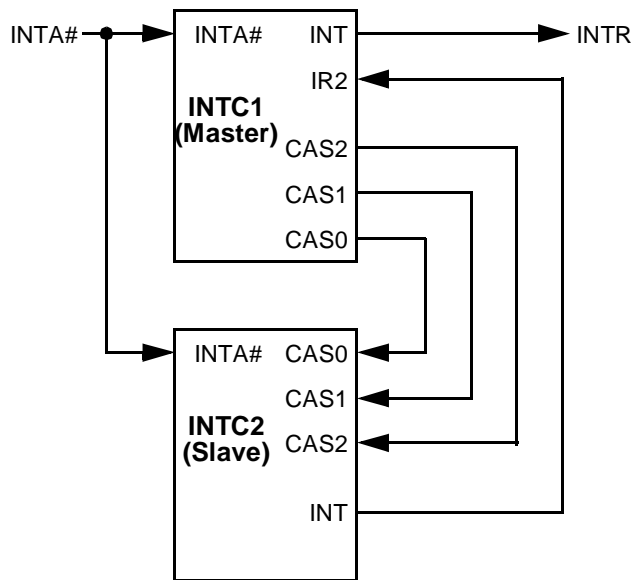 INTA#
INTA# INT
INTR
IR2
INTC1
(Master)
CAS2
CAS1
CAS0
INTA# CAS0
CAS1
INTC2
(Slave)
CAS2
INT